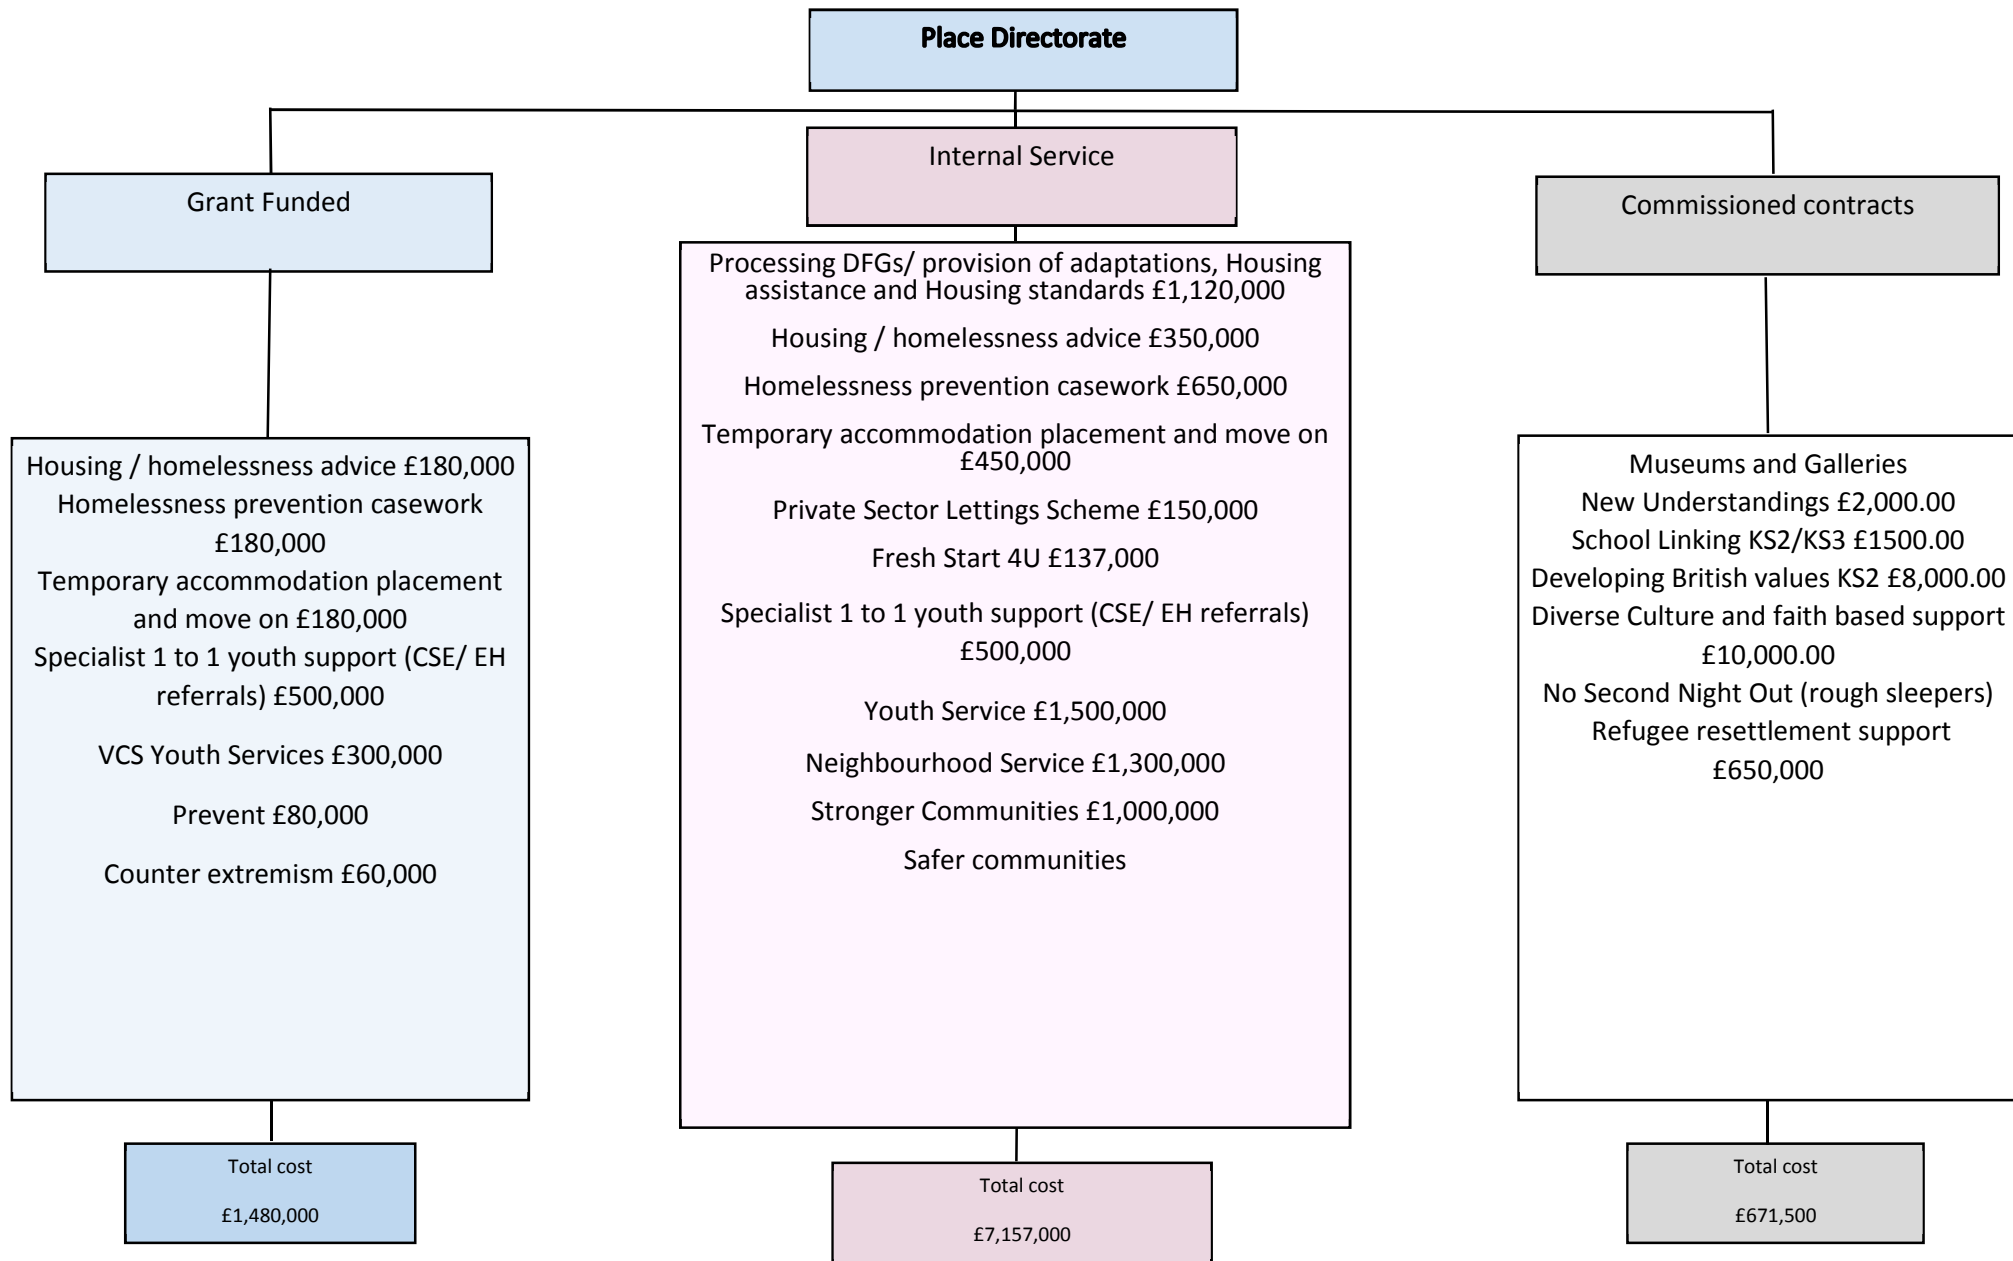 Place Directorate
Internal Service
Grant Funded
Commissioned contracts
Processing DFGs/ provision of adaptations, Housing
assistance and Housing standards £1,120,000
Housing / homelessness advice £350,000
Homelessness prevention casework £650,000
Temporary accommodation placement and move on
£450,000
Private Sector Lettings Scheme £150,000
Fresh Start 4U £137,000
Specialist 1 to 1 youth support (CSE/ EH referrals)
£500,000
Youth Service £1,500,000
Neighbourhood Service £1,300,000
Stronger Communities £1,000,000
Safer communities
Housing / homelessness advice £180,000
Homelessness prevention casework
£180,000
Temporary accommodation placement
and move on £180,000
Specialist 1 to 1 youth support (CSE/ EH
referrals) £500,000
VCS Youth Services £300,000
Prevent £80,000
Counter extremism £60,000
Museums and Galleries
New Understandings £2,000.00
School Linking KS2/KS3 £1500.00
Developing British values KS2 £8,000.00
Diverse Culture and faith based support
£10,000.00
No Second Night Out (rough sleepers)
Refugee resettlement support
£650,000
Total cost
£1,480,000
Total cost
£7,157,000
Total cost
£671,500